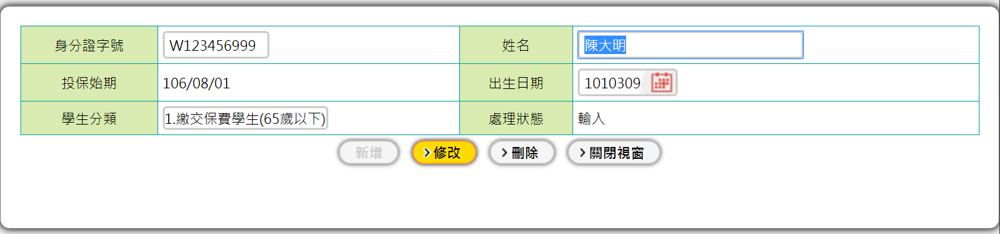 身分證字號 W123456999 姓名 陳大明
投保始期 106/08/01 出生日期 1010309
學生分類 1.繳交保費學生(65歲以下) 處理狀態 輸入
新增 修改 刪除 關閉視窗